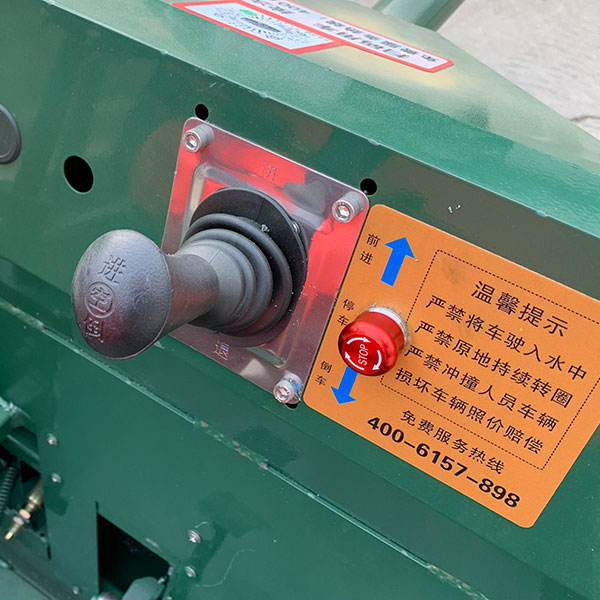 进
空
倒
前进
停车
倒车
STOP
温馨提示
严禁将车驶入水中
严禁原地持续转圈
严禁冲撞人员车辆
损坏车辆照价赔偿
免费服务热线
400-6157-898